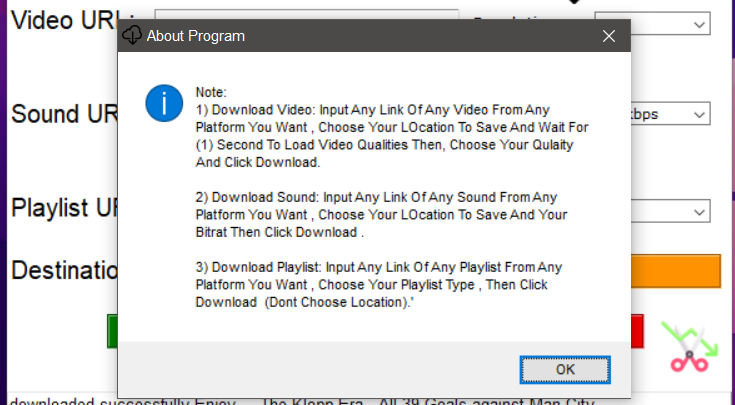 Video URL:
About Program
Note:
1) Download Video: Input Any Link Of Any Video From Any
Platform You Want , Choose Your LOcation To Save And Wait For
(1) Second To Load Video Qualities Then, Choose Your Qulaity
And Click Download.
Sound UR
kbps
2) Download Sound: Input Any Link Of Any Sound From Any
Platform You Want , Choose Your LOcation To Save And Your
Bitrat Then Click Download .
Playlist UR
3) Download Playlist: Input Any Link Of Any Playlist From Any
Platform You Want , Choose Your Playlist Type , Then Click
Download  (Dont Choose Location).'
Destinatio
OK
downloaded successfully Enjoy... The Klopp Era - All 39 Goals against Man City